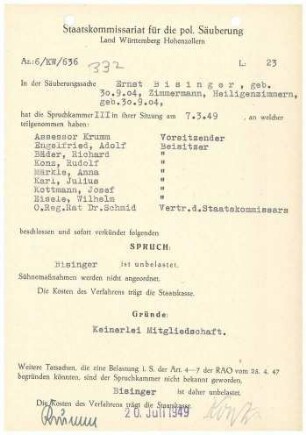 Staatskommissariat für die pol. Säuberung
Land Württemberg Hohenzollern
Az.: 6/KW/636
332
L. 23
In der Säuberungssache Ernst Bisinger, geb.
30.9.04, Zimmermann, Heiligenzimmern,
geb.30.9.04,
hat die Spruchkammer III in ihrer Sitzung am 7.3.49 , an welcher
teilgenommen haben:
Assessor Krumm Vorsitzender
Engelfried, Adolf Beisitzer
Bäder, Richard "
Konz, Rudolf "
Märkle, Anna "
Karl, Julius "
Kottmann, Josef "
Eisele, Wilhelm "
O.Reg.Rat Dr.Schmid Vertr.d.Staatskommissars
beschlossen und sofort verkündet folgenden
SPRUCH:
Bisinger ist unbelastet.
Sühnemaßnahmen werden nicht angeordnet.
Die Kosten des Verfahrens trägt die Staatskasse.
Gründe:
Keinerlei Mitgliedschaft.
Weitere Tatsachen, die eine Belastung i. S. der Art. 4—7 der RAO vom 25. 4. 47
begründen könnten, sind der Spruchkammer nicht bekannt geworden.
Bisinger ist daher unbelastet.
Die Kosten des Verfahrens trägt die Staatskasse.
Krumm 20. Juli 1949